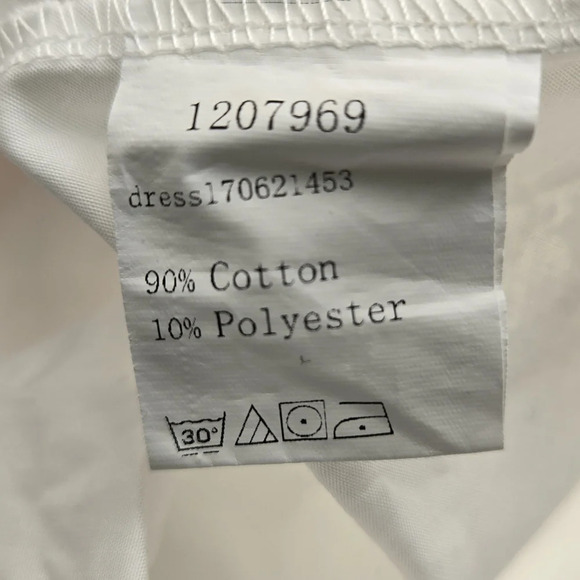 1207969
dress170621453
90% Cotton
10% Polyester
30°